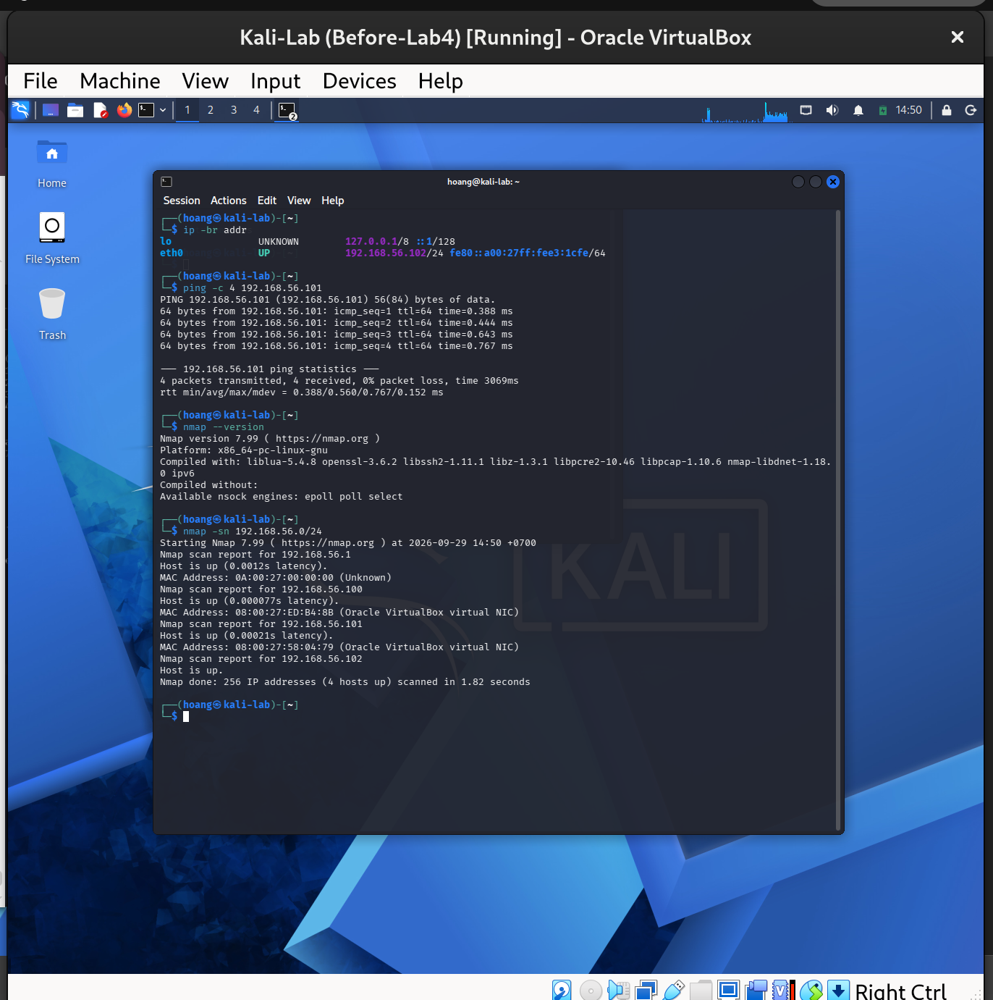 Kali-Lab (Before-Lab4) [Running] - Oracle VirtualBox
File Machine View Input Devices Help
1 2 3 4 2 14:50
Home
File System
Trash
hoang@kali-lab: ~
Session Actions Edit View Help
┌──(hoang㉿kali-lab)-[~]
└─$ ip -br addr
lo UNKNOWN 127.0.0.1/8 ::1/128
eth0 UP 192.168.56.102/24 fe80::a00:27ff:fee3:1cfe/64
┌──(hoang㉿kali-lab)-[~]
└─$ ping -c 4 192.168.56.101
PING 192.168.56.101 (192.168.56.101) 56(84) bytes of data.
64 bytes from 192.168.56.101: icmp_seq=1 ttl=64 time=0.388 ms
64 bytes from 192.168.56.101: icmp_seq=2 ttl=64 time=0.444 ms
64 bytes from 192.168.56.101: icmp_seq=3 ttl=64 time=0.643 ms
64 bytes from 192.168.56.101: icmp_seq=4 ttl=64 time=0.767 ms
--- 192.168.56.101 ping statistics ---
4 packets transmitted, 4 received, 0% packet loss, time 3069ms
rtt min/avg/max/mdev = 0.388/0.560/0.767/0.152 ms
┌──(hoang㉿kali-lab)-[~]
└─$ nmap --version
Nmap version 7.99 ( https://nmap.org )
Platform: x86_64-pc-linux-gnu
Compiled with: liblua-5.4.8 openssl-3.6.2 libssh2-1.11.1 libz-1.3.1 libpcre2-10.46 libpcap-1.10.6 nmap-libdnet-1.18.
0 ipv6
Compiled without:
Available nsock engines: epoll poll select
┌──(hoang㉿kali-lab)-[~]
└─$ nmap -sn 192.168.56.0/24
Starting Nmap 7.99 ( https://nmap.org ) at 2026-09-29 14:50 +0700
Nmap scan report for 192.168.56.1
Host is up (0.0012s latency).
MAC Address: 0A:00:27:00:00:00 (Unknown)
Nmap scan report for 192.168.56.100
Host is up (0.000077s latency).
MAC Address: 08:00:27:ED:B4:8B (Oracle VirtualBox virtual NIC)
Nmap scan report for 192.168.56.101
Host is up (0.00021s latency).
MAC Address: 08:00:27:58:04:79 (Oracle VirtualBox virtual NIC)
Nmap scan report for 192.168.56.102
Host is up.
Nmap done: 256 IP addresses (4 hosts up) scanned in 1.82 seconds
┌──(hoang㉿kali-lab)-[~]
└─$
KALI
Right Ctrl